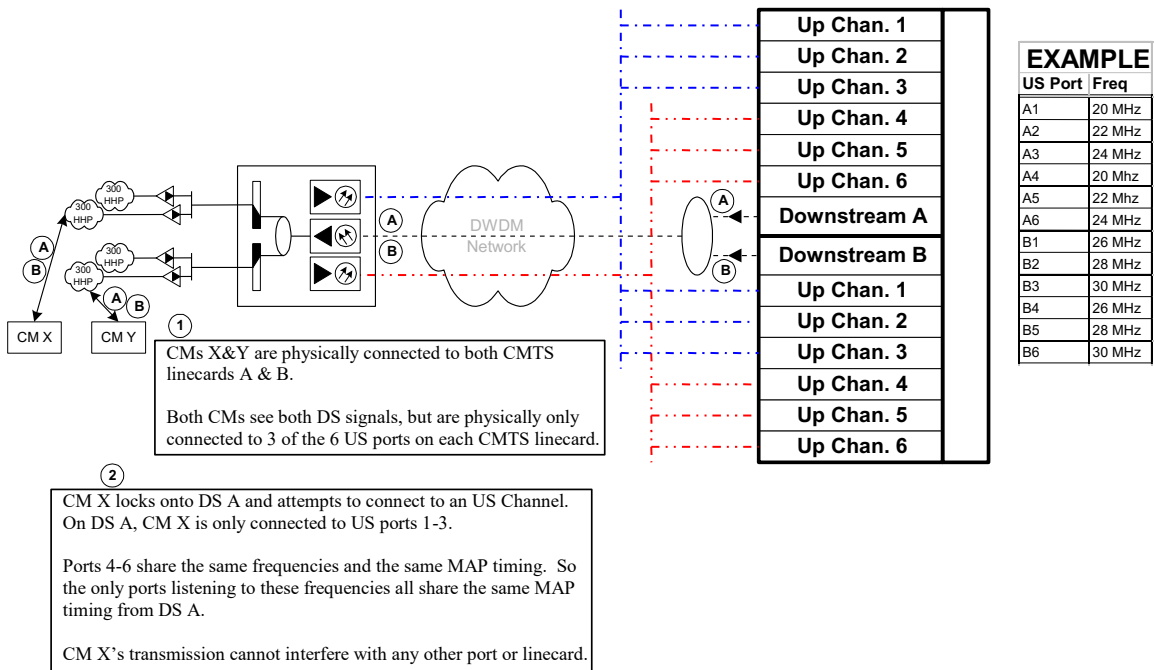 Up Chan. 1
Up Chan. 2
Up Chan. 3
Up Chan. 4
Up Chan. 5
Up Chan. 6
Downstream A
Downstream B
Up Chan. 1
Up Chan. 2
Up Chan. 3
Up Chan. 4
Up Chan. 5
Up Chan. 6
EXAMPLE
US Port Freq
A1 20 MHz
A2 22 MHz
A3 24 MHz
A4 20 Mhz
A5 22 Mhz
A6 24 MHz
B1 26 MHz
B2 28 MHz
B3 30 MHz
B4 26 MHz
B5 28 MHz
B6 30 MHz
300
HHP
300
HHP
300
HHP
300
HHP
A
B
A
B
CM X
CM Y
A
B
DWDM
Network
A
B
1
CMs X&Y are physically connected to both CMTS
linecards A & B.
Both CMs see both DS signals, but are physically only
connected to 3 of the 6 US ports on each CMTS linecard.
2
CM X locks onto DS A and attempts to connect to an US Channel.
On DS A, CM X is only connected to US ports 1-3.
Ports 4-6 share the same frequencies and the same MAP timing. So
the only ports listening to these frequencies all share the same MAP
timing from DS A.
CM X's transmission cannot interfere with any other port or linecard.